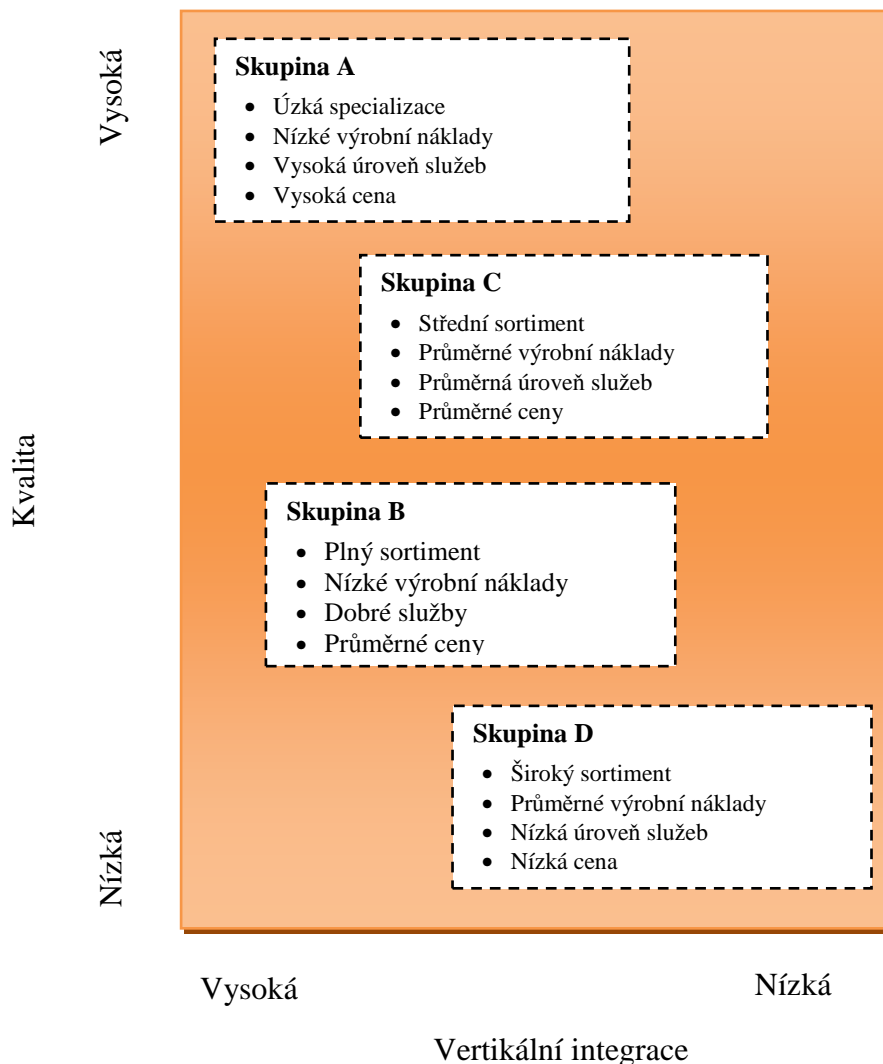 Vysoká
Skupina A
• Úzká specializace
• Nízké výrobní náklady
• Vysoká úroveň služeb
• Vysoká cena
Skupina C
• Střední sortiment
• Průměrné výrobní náklady
• Průměrná úroveň služeb
• Průměrné ceny
Kvalita
Skupina B
• Plný sortiment
• Nízké výrobní náklady
• Dobré služby
• Průměrné ceny
Skupina D
• Široký sortiment
• Průměrné výrobní náklady
• Nízká úroveň služeb
• Nízká cena
Nízká
Vysoká
Nízká
Vertikální integrace